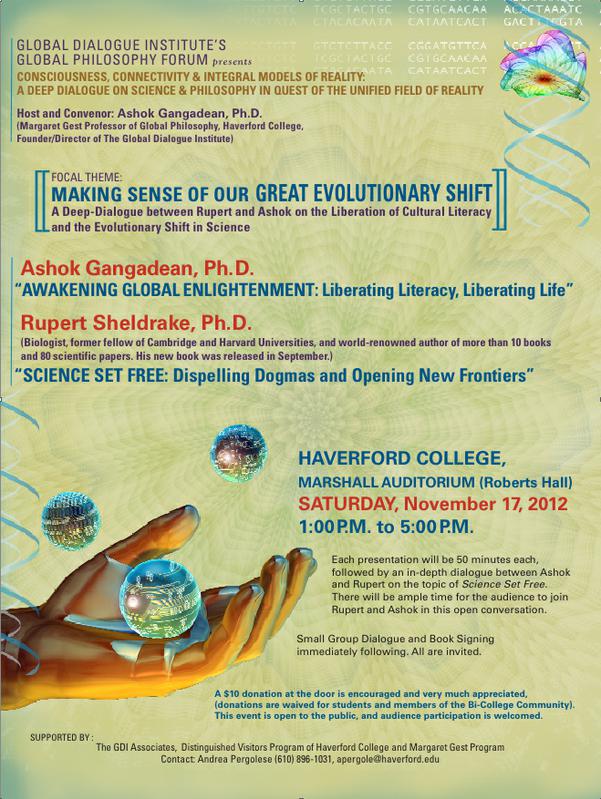 GLOBAL DIALOGUE INSTITUTE'S
GLOBAL PHILOSOPHY FORUM presents
CONSCIOUSNESS, CONNECTIVITY & INTEGRAL MODELS OF REALITY:
A DEEP DIALOGUE ON SCIENCE & PHILOSOPHY IN QUEST OF THE UNIFIED FIELD OF REALITY
Host and Convenor: Ashok Gangadean, Ph.D.
(Margaret Gest Professor of Global Philosophy, Haverford College,
Founder/Director of The Global Dialogue Institute)
FOCAL THEME:
MAKING SENSE OF OUR GREAT EVOLUTIONARY SHIFT
A Deep-Dialogue between Rupert and Ashok on the Liberation of Cultural Literacy
and the Evolutionary Shift in Science
Ashok Gangadean, Ph.D.
"AWAKENING GLOBAL ENLIGHTENMENT: Liberating Literacy, Liberating Life"
Rupert Sheldrake, Ph.D.
(Biologist, former fellow of Cambridge and Harvard Universities, and world-renowned author of more than 10 books
and 80 scientific papers. His new book was released in September.)
"SCIENCE SET FREE: Dispelling Dogmas and Opening New Frontiers"
HAVERFORD COLLEGE,
MARSHALL AUDITORIUM (Roberts Hall)
SATURDAY, November 17, 2012
1:00 P.M. to 5:00 P.M.
Each presentation will be 50 minutes each,
followed by an in-depth dialogue between Ashok
and Rupert on the topic of Science Set Free.
There will be ample time for the audience to join
Rupert and Ashok in this open conversation.
Small Group Dialogue and Book Signing
immediately following. All are invited.
A $10 donation at the door is encouraged and very much appreciated,
(donations are waived for students and members of the Bi-College Community).
This event is open to the public, and audience participation is welcomed.
SUPPORTED BY :
The GDI Associates, Distinguished Visitors Program of Haverford College and Margaret Gest Program
Contact: Andrea Pergolese (610) 896-1031, apergole@haverford.edu